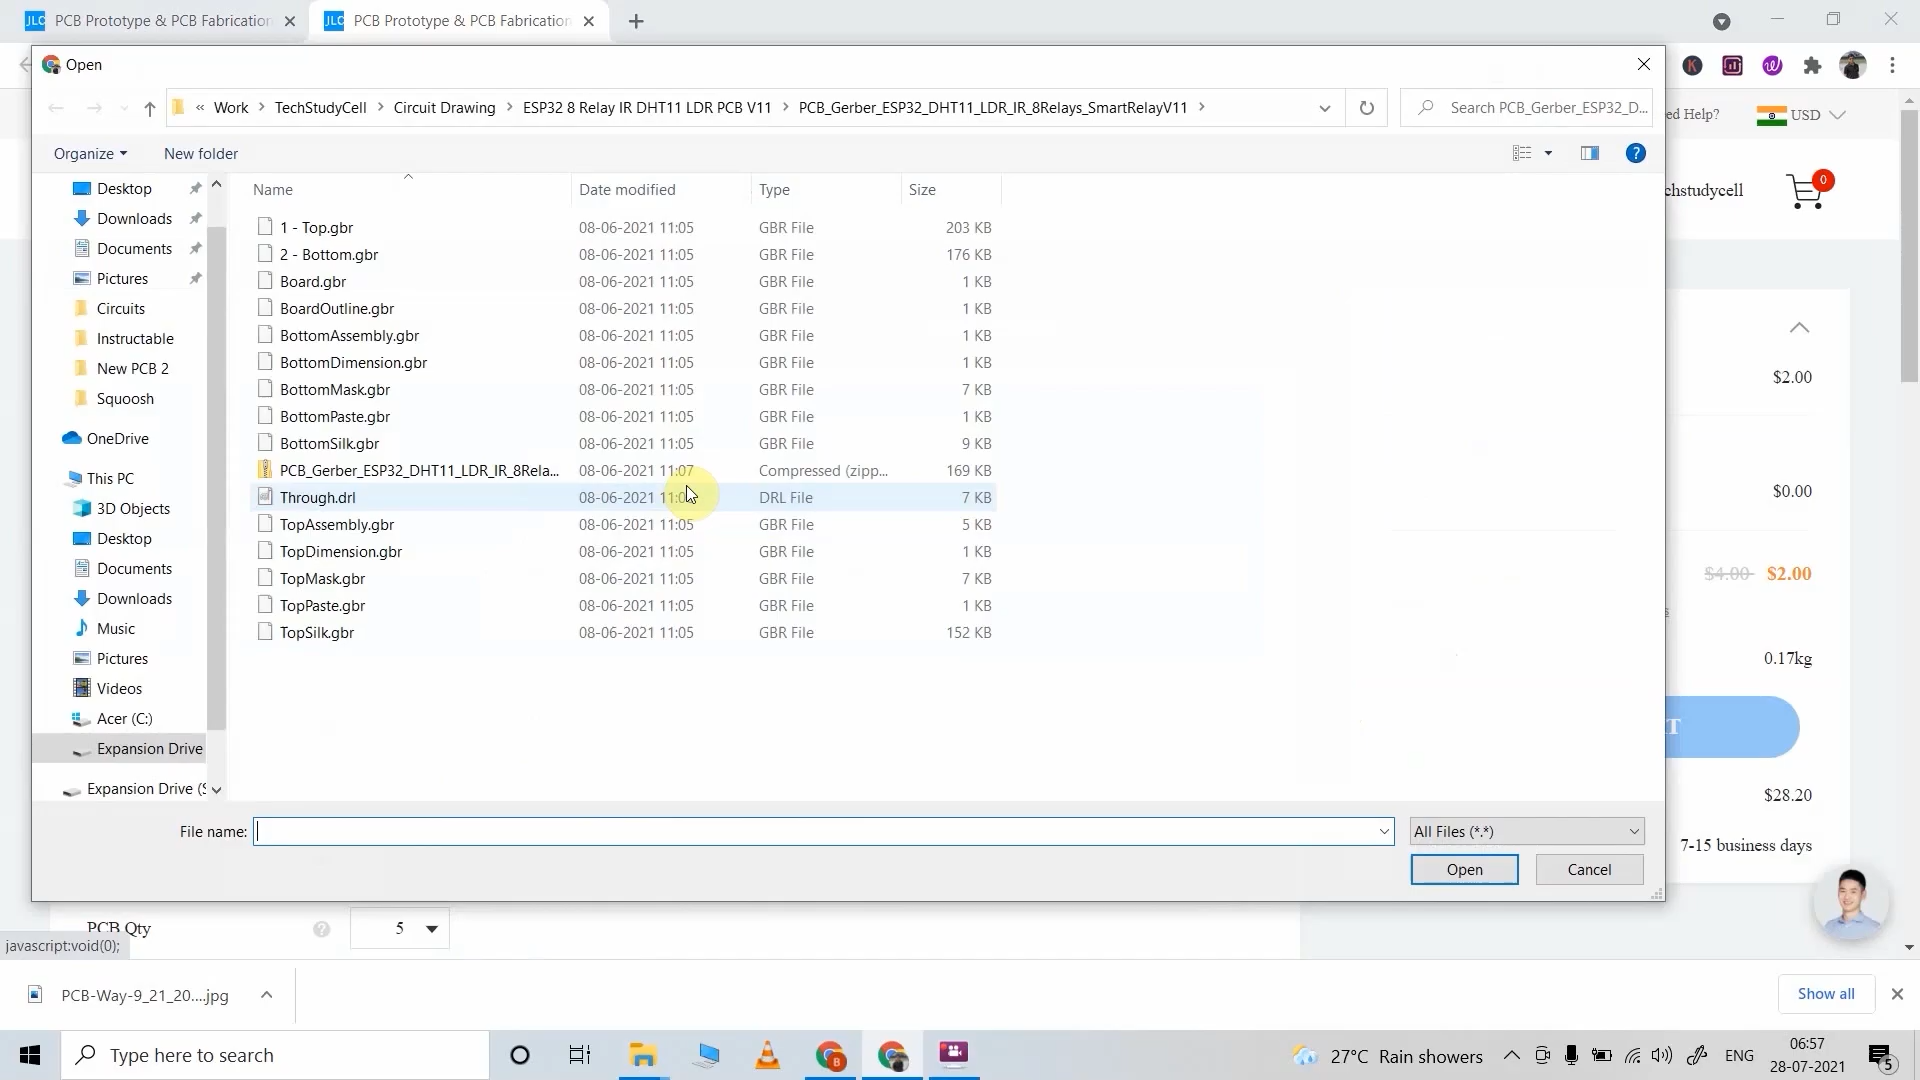 JLC PCB Prototype & PCB Fabrication
JLC PCB Prototype & PCB Fabrication
Open
« Work > TechStudyCell > Circuit Drawing > ESP32 8 Relay IR DHT11 LDR PCB V11 > PCB_Gerber_ESP32_DHT11_LDR_IR_8Relays_SmartRelayV11 >
Search PCB_Gerber_ESP32_D...
Organize
New folder
Desktop
Downloads
Documents
Pictures
Circuits
Instructable
New PCB 2
Squoosh
OneDrive
This PC
3D Objects
Desktop
Documents
Downloads
Music
Pictures
Videos
Acer (C:)
Expansion Drive
Expansion Drive (
Name Date modified Type Size
1 - Top.gbr 08-06-2021 11:05 GBR File 203 KB
2 - Bottom.gbr 08-06-2021 11:05 GBR File 176 KB
Board.gbr 08-06-2021 11:05 GBR File 1 KB
BoardOutline.gbr 08-06-2021 11:05 GBR File 1 KB
BottomAssembly.gbr 08-06-2021 11:05 GBR File 1 KB
BottomDimension.gbr 08-06-2021 11:05 GBR File 1 KB
BottomMask.gbr 08-06-2021 11:05 GBR File 7 KB
BottomPaste.gbr 08-06-2021 11:05 GBR File 1 KB
BottomSilk.gbr 08-06-2021 11:05 GBR File 9 KB
PCB_Gerber_ESP32_DHT11_LDR_IR_8Rela... 08-06-2021 11:07 Compressed (zipp... 169 KB
Through.drl 08-06-2021 DRL File 7 KB
TopAssembly.gbr 08-06-2021 11:05 GBR File 5 KB
TopDimension.gbr 08-06-2021 11:05 GBR File 1 KB
TopMask.gbr 08-06-2021 11:05 GBR File 7 KB
TopPaste.gbr 08-06-2021 11:05 GBR File 1 KB
TopSilk.gbr 08-06-2021 11:05 GBR File 152 KB
File name:
All Files (*.*)
Open
Cancel
K
ed Help? USD
chstudycell
0
$2.00
$0.00
$4.00 $2.00
0.17kg
T
$28.20
7-15 business days
PCB Qty ? 5
javascript:void(0);
PCB-Way-9_21_20....jpg
Show all
Type here to search
27°C Rain showers
ENG
06:57
28-07-2021
5